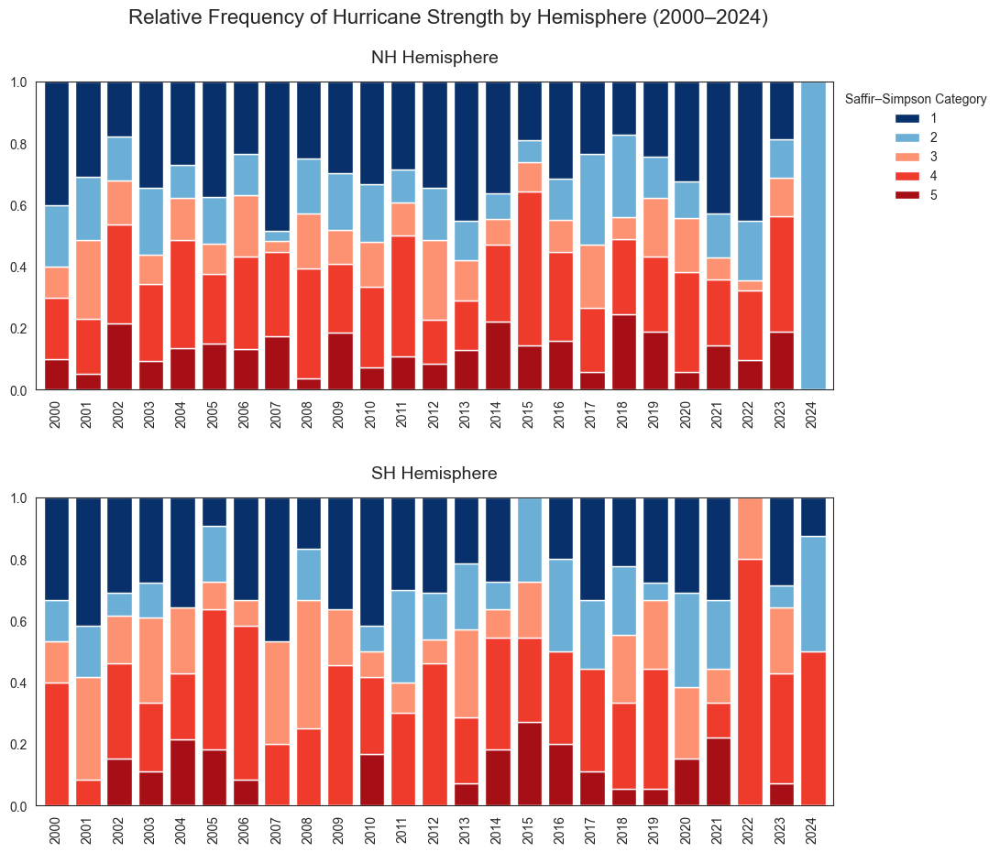 Relative Frequency of Hurricane Strength by Hemisphere (2000–2024)
NH Hemisphere
1.0
0.8
0.6
0.4
0.2
0.0
2000 2001 2002 2003 2004 2005 2006 2007 2008 2009 2010 2011 2012 2013 2014 2015 2016 2017 2018 2019 2020 2021 2022 2023 2024
Saffir–Simpson Category
1
2
3
4
5
SH Hemisphere
1.0
0.8
0.6
0.4
0.2
0.0
2000 2001 2002 2003 2004 2005 2006 2007 2008 2009 2010 2011 2012 2013 2014 2015 2016 2017 2018 2019 2020 2021 2022 2023 2024